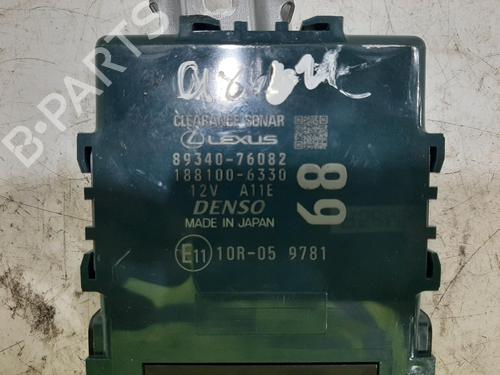 CLEARANCE SONAR
LEXUS
89340-76082
188100-6330
12V A11E
DENSO
MADE IN JAPAN
E11 10R-05 9781
68
B-PARTS